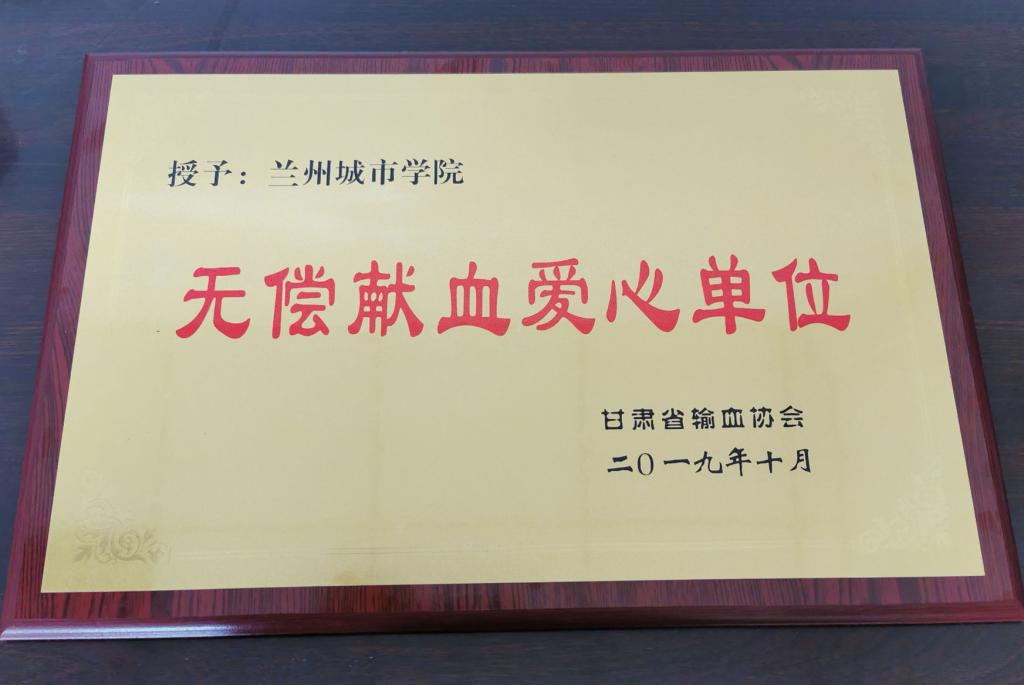 授予：兰州城市学院
无偿献血爱心单位
甘肃省输血协会
二0一九年十月